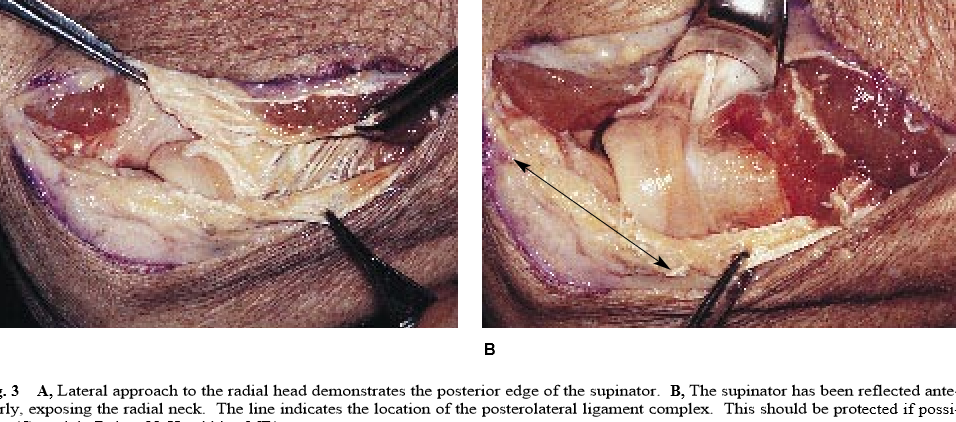 B
g. 3 A, Lateral approach to the radial head demonstrates the posterior edge of the supinator. B, The supinator has been reflected ante-
rly, exposing the radial neck. The line indicates the location of the posterolateral ligament complex. This should be protected if possi-